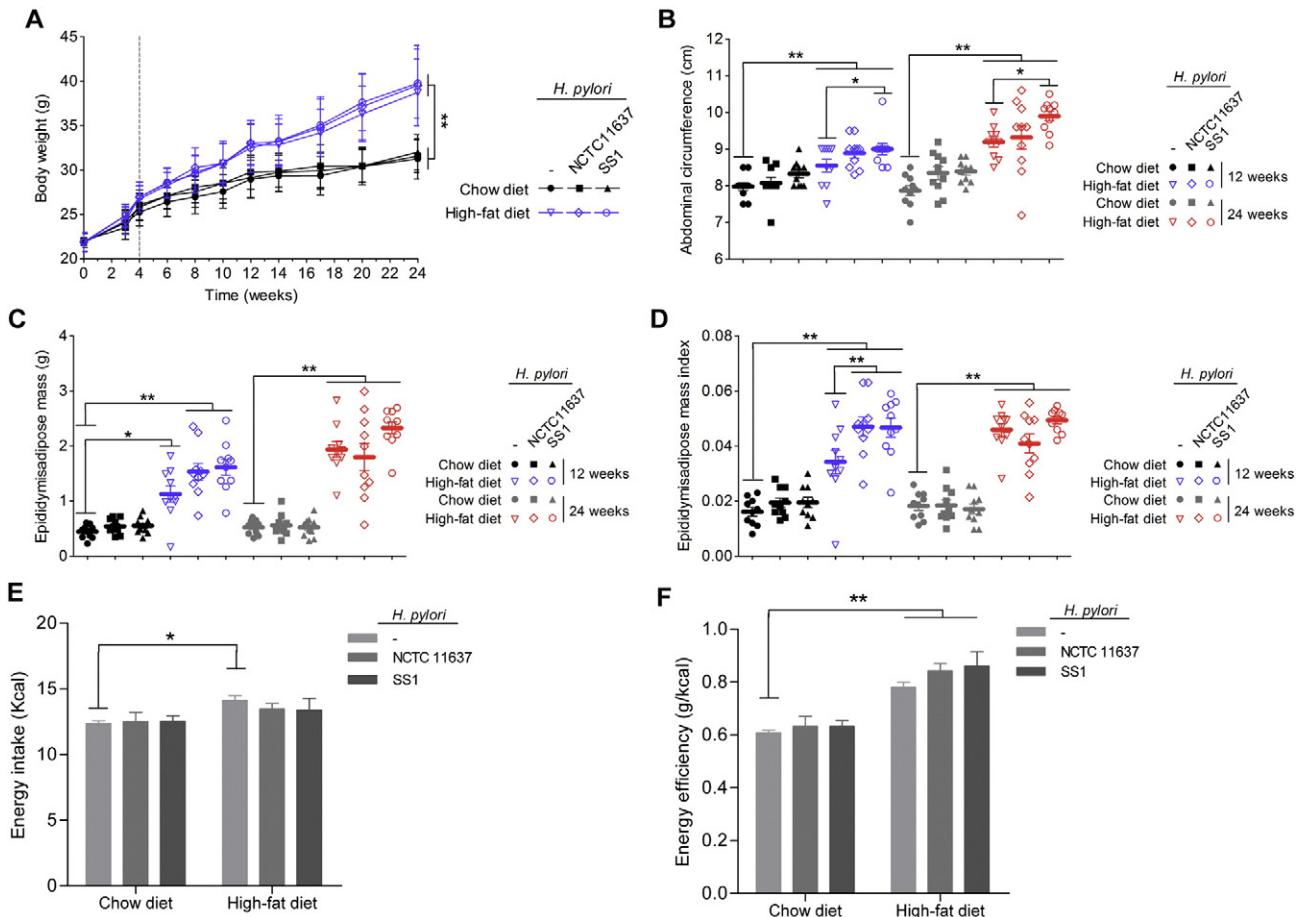 A
45
40
35
30
25
20
Body weight (g)
0 2 4 6 8 10 12 14 16 18 20 22 24
Time (weeks)
**
H. pylori
- NCTC11637 SS1
Chow diet
High-fat diet
B
12
11
10
9
8
7
6
Abdominal circumference (cm)
** **
* *
H. pylori
- NCTC11637 SS1
Chow diet
High-fat diet
12 weeks
Chow diet
High-fat diet
24 weeks
C
4
3
2
1
0
Epididymisadipose mass (g)
**
**
*
H. pylori
- NCTC11637 SS1
Chow diet
High-fat diet
12 weeks
Chow diet
High-fat diet
24 weeks
D
0.08
0.06
0.04
0.02
0.00
Epididymisadipose mass index
**
**
**
H. pylori
- NCTC11637 SS1
Chow diet
High-fat diet
12 weeks
Chow diet
High-fat diet
24 weeks
E
20
15
10
5
0
Energy intake (Kcal)
*
Chow diet High-fat diet
H. pylori
-
NCTC 11637
SS1
F
1.0
0.8
0.6
0.4
0.2
0.0
Energy efficiency (g/kcal)
**
Chow diet High-fat diet
H. pylori
-
NCTC 11637
SS1